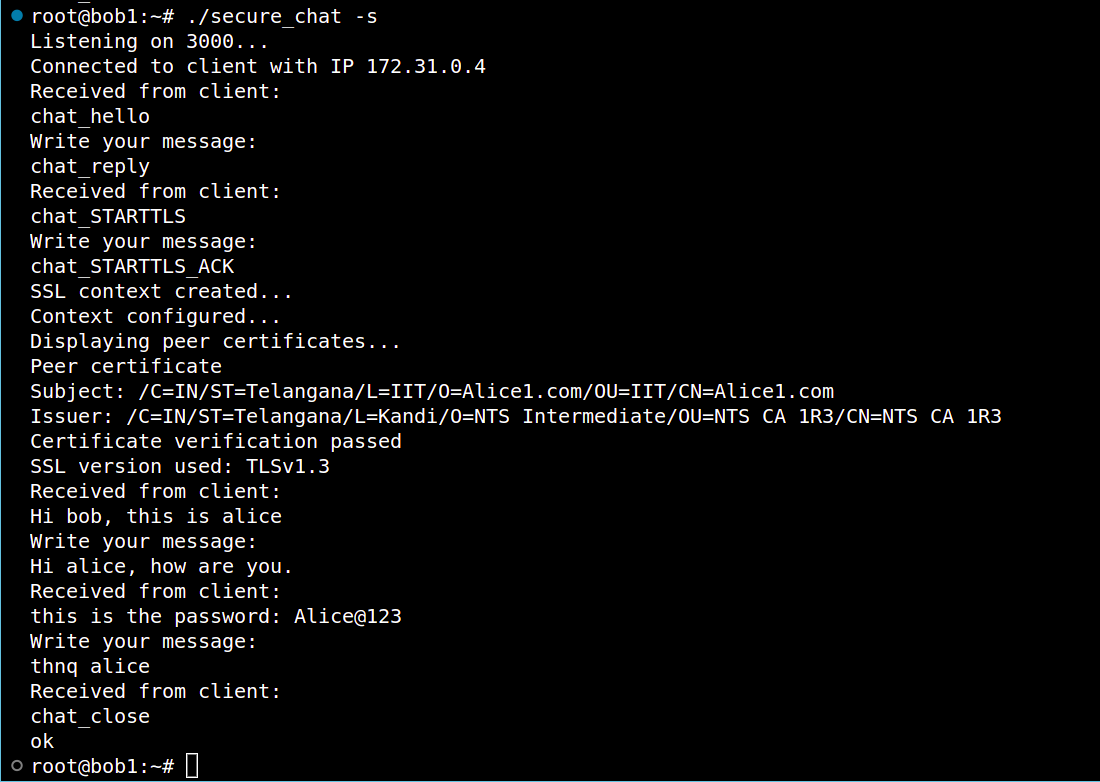 root@bob1:~# ./secure_chat -s
Listening on 3000...
Connected to client with IP 172.31.0.4
Received from client:
chat_hello
Write your message:
chat_reply
Received from client:
chat_STARTTLS
Write your message:
chat_STARTTLS_ACK
SSL context created...
Context configured...
Displaying peer certificates...
Peer certificate
Subject: /C=IN/ST=Telangana/L=IIT/O=Alice1.com/OU=IIT/CN=Alice1.com
Issuer: /C=IN/ST=Telangana/L=Kandi/O=NTS Intermediate/OU=NTS CA 1R3/CN=NTS CA 1R3
Certificate verification passed
SSL version used: TLSv1.3
Received from client:
Hi bob, this is alice
Write your message:
Hi alice, how are you.
Received from client:
this is the password: Alice@123
Write your message:
thnq alice
Received from client:
chat_close
ok
root@bob1:~#